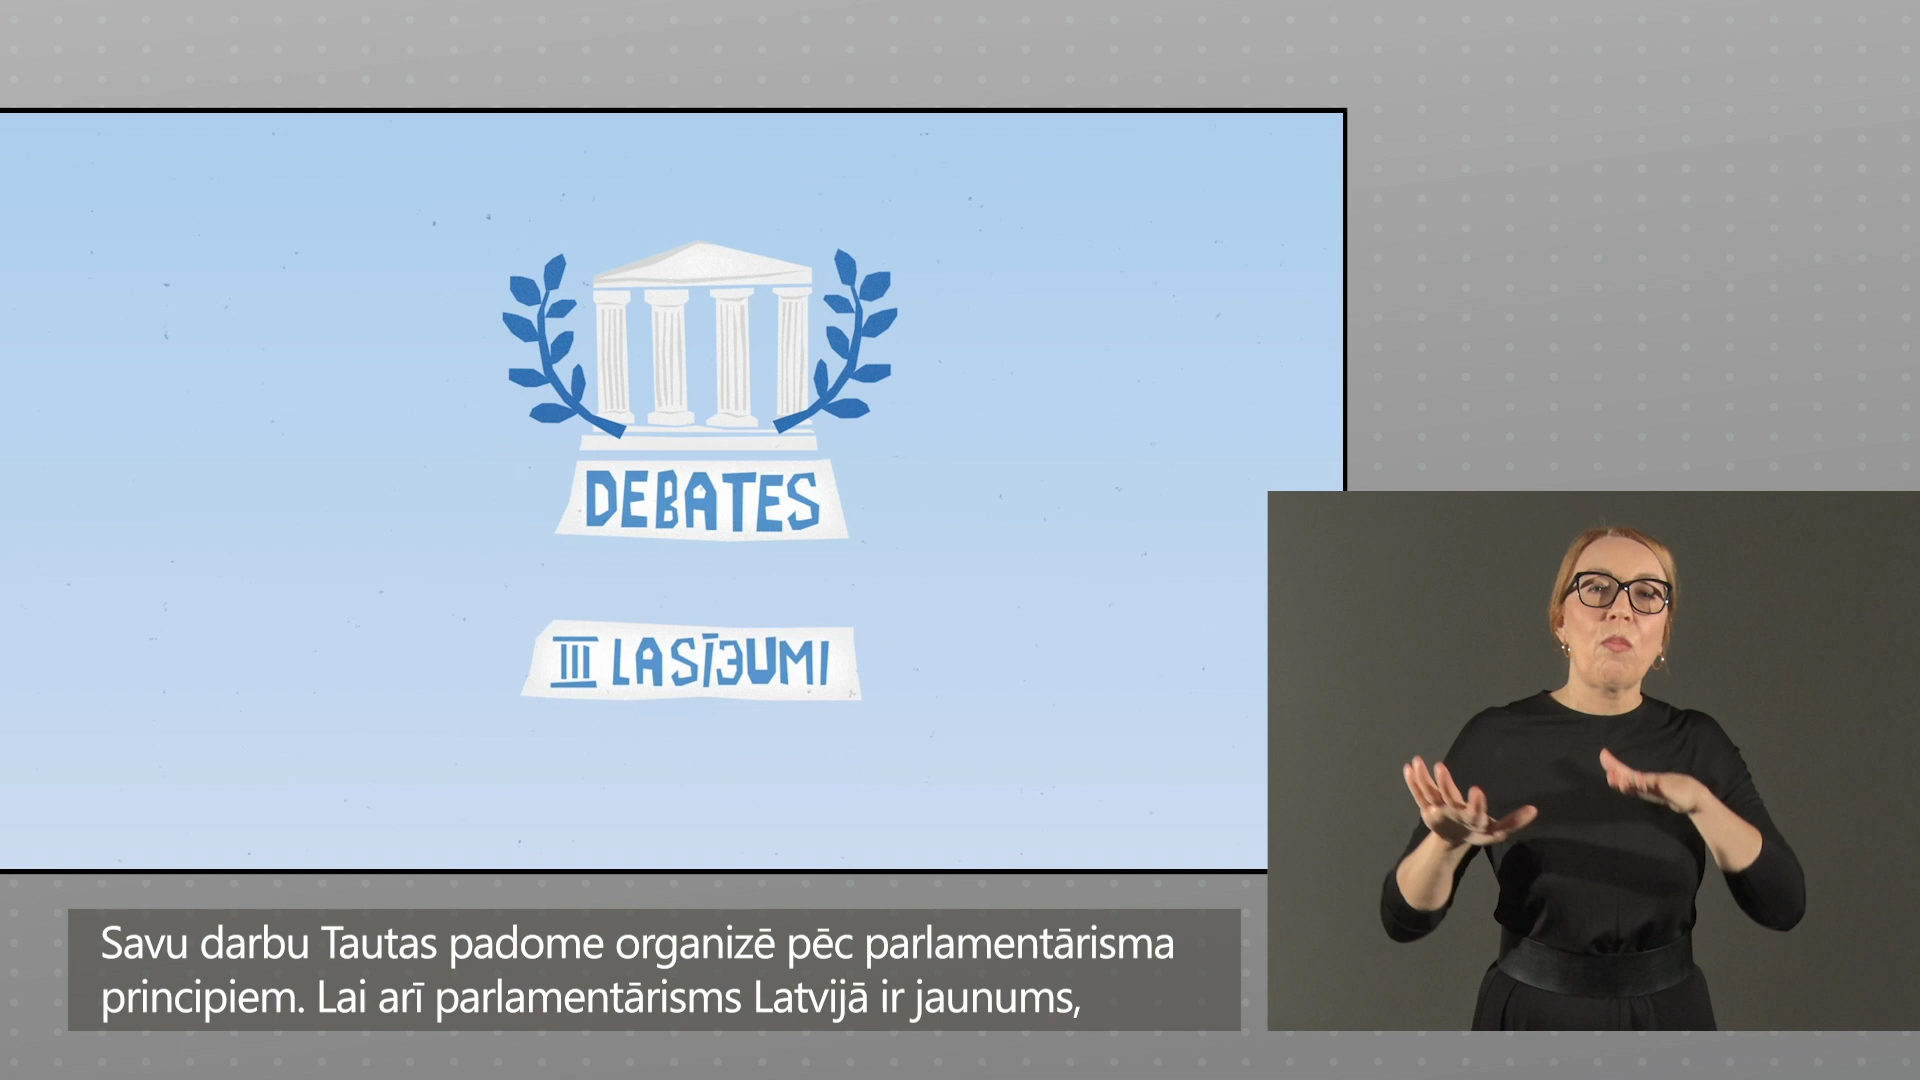 DEBATES
III LASĪJUMI
Savu darbu Tautas padome organizē pēc parlamentārisma
principiem. Lai arī parlamentārisms Latvijā ir jaunums,